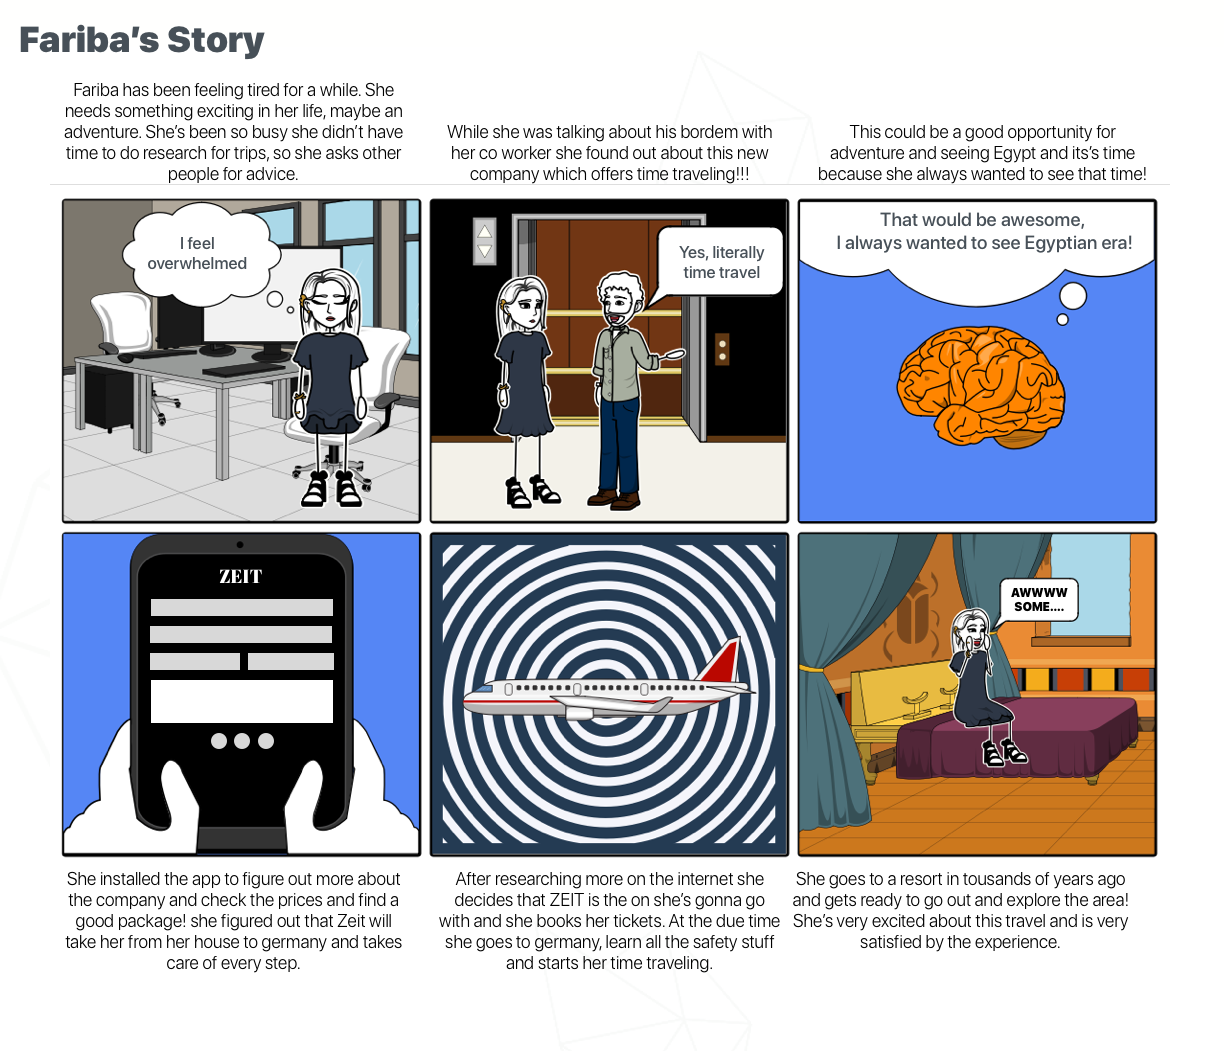 Fariba's Story
Fariba has been feeling tired for a while. She
needs something exciting in her life, maybe an
adventure. She's been so busy she didn't have
time to do research for trips, so she asks other
people for advice.
While she was talking about his bordem with
her co worker she found out about this new
company which offers time traveling!!!
This could be a good opportunity for
adventure and seeing Egypt and its's time
because she always wanted to see that time!
I feel
overwhelmed
Yes, literally
time travel
That would be awesome,
I always wanted to see Egyptian era!
ZEIT
AWWWW
SOME....
She installed the app to figure out more about
the company and check the prices and find a
good package! she figured out that Zeit will
take her from her house to germany and takes
care of every step.
After researching more on the internet she
decides that ZEIT is the on she's gonna go
with and she books her tickets. At the due time
she goes to germany, learn all the safety stuff
and starts her time traveling.
She goes to a resort in tousands of years ago
and gets ready to go out and explore the area!
She's very excited about this travel and is very
satisfied by the experience.